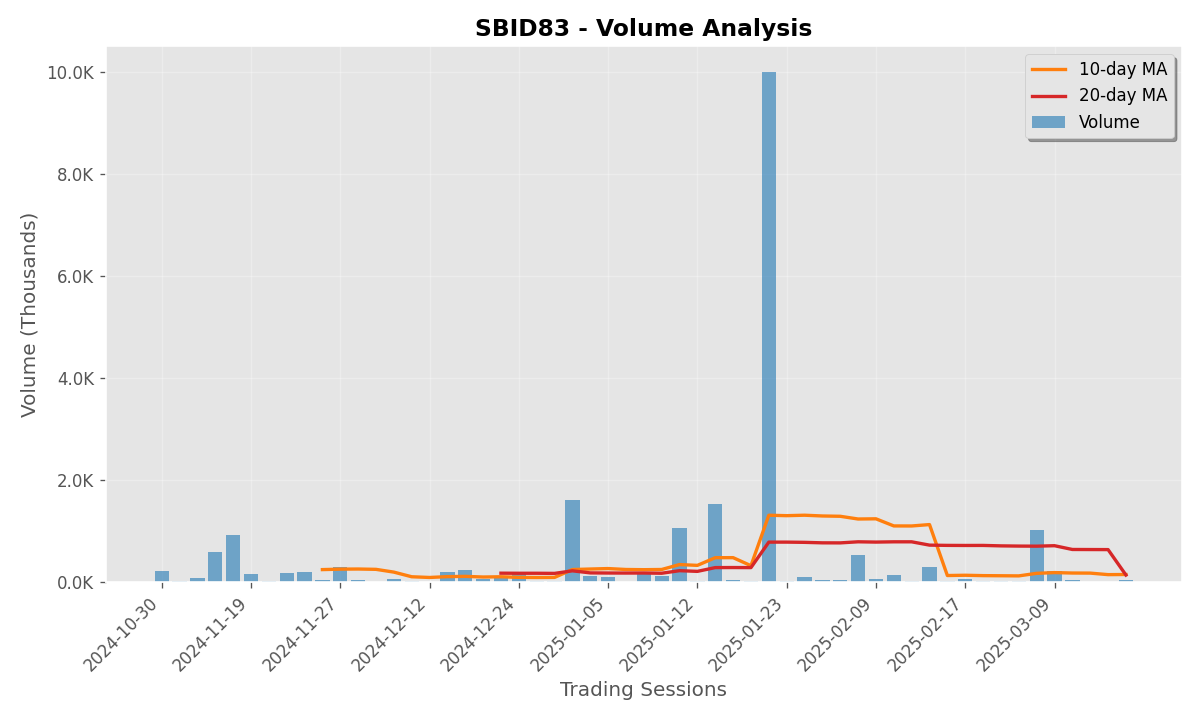 SBID83 - Volume Analysis
10-day MA
20-day MA
Volume
Volume (Thousands)
10.0K
8.0K
6.0K
4.0K
2.0K
0.0K
2024-10-30
2024-11-19
2024-11-27
2024-12-12
2024-12-24
2025-01-05
2025-01-12
2025-01-23
2025-02-09
2025-02-17
2025-03-09
Trading Sessions